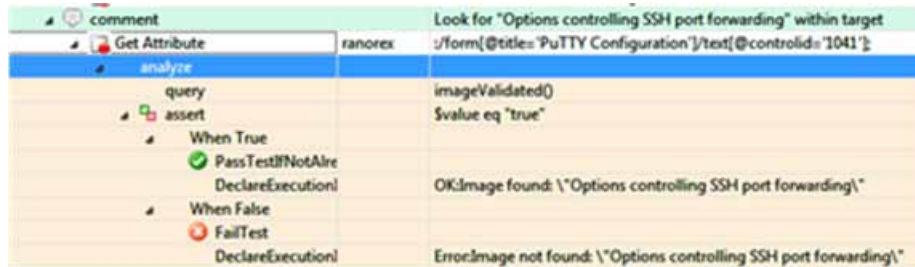 comment Look for "Options controlling SSH port forwarding" within target
Get Attribute ranorex :/form[@title='PuTTY Configuration']/text[@controlid='1041'];
analyze
query imageValidated()
assert $value eq "true"
When True
PassTestIfNotAlre
DeclareExecutionI OK:Image found: \"Options controlling SSH port forwarding\"
When False
FailTest
DeclareExecutionI Error:Image not found: \"Options controlling SSH port forwarding\"